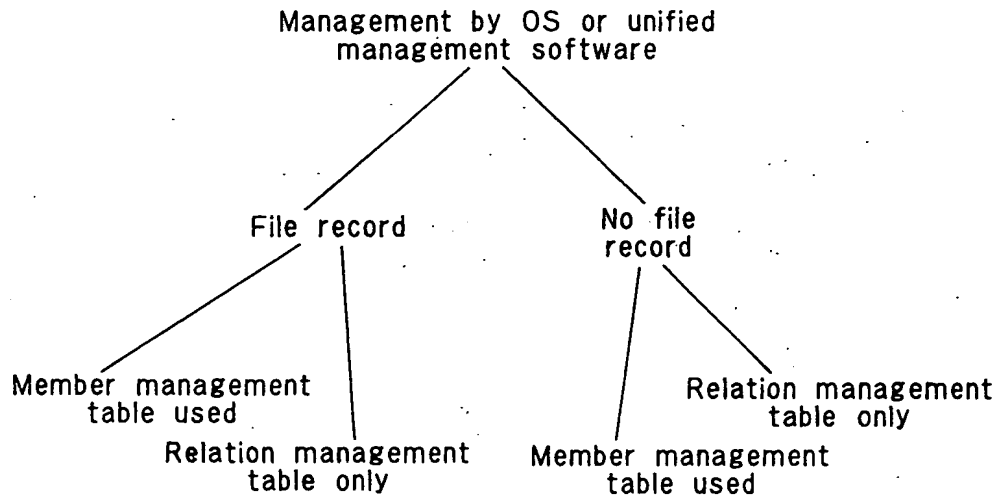 Management by OS or unified
management software
File record
No file
record
Member management
table used
Relation management
table only
Relation management
table only
Member management
table used